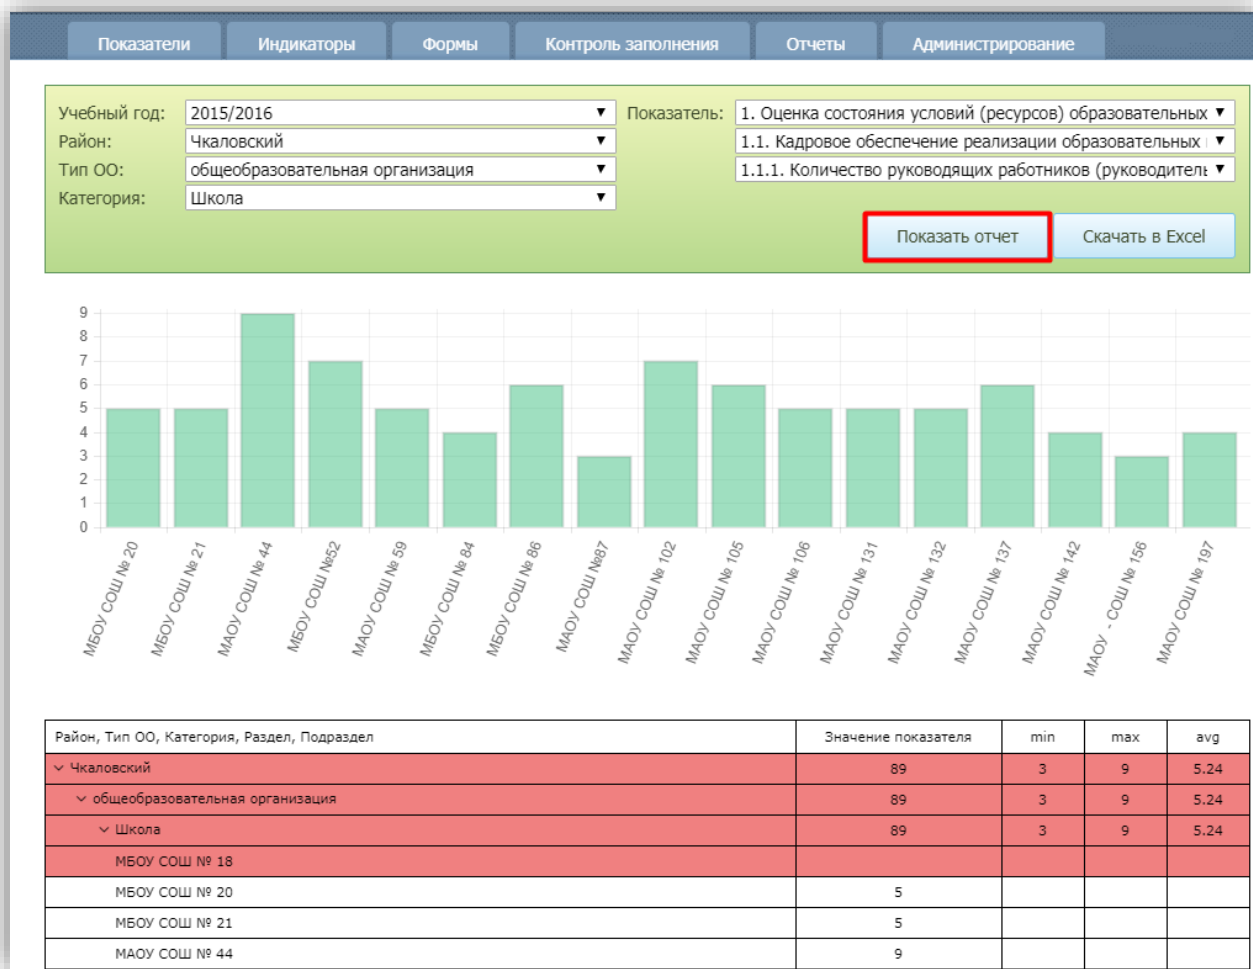 Показатели Индикаторы Формы Контроль заполнения Отчеты Администрирование
Учебный год: 2015/2016 Показатель: 1. Оценка состояния условий (ресурсов) образовательных
Район: Чкаловский 1.1. Кадровое обеспечение реализации образовательных
Тип ОО: общеобразовательная организация 1.1.1. Количество руководящих работников (руководитель
Категория: Школа
Показать отчет Скачать в Excel
9
8
7
6
5
4
3
2
1
0
МБОУ СОШ № 20
МБОУ СОШ № 21
МАОУ СОШ № 44
МБОУ СОШ №52
МАОУ СОШ № 59
МБОУ СОШ № 84
МБОУ СОШ № 86
МАОУ СОШ №87
МАОУ СОШ № 102
МАОУ СОШ № 105
МАОУ СОШ № 106
МАОУ СОШ № 131
МАОУ СОШ № 132
МАОУ СОШ № 137
МАОУ СОШ № 142
МАОУ - СОШ № 156
МАОУ СОШ № 197
Район, Тип ОО, Категория, Раздел, Подраздел Значение показателя min max avg
Чкаловский 89 3 9 5.24
общеобразовательная организация 89 3 9 5.24
Школа 89 3 9 5.24
МБОУ СОШ № 18
МБОУ СОШ № 20 5
МБОУ СОШ № 21 5
МАОУ СОШ № 44 9